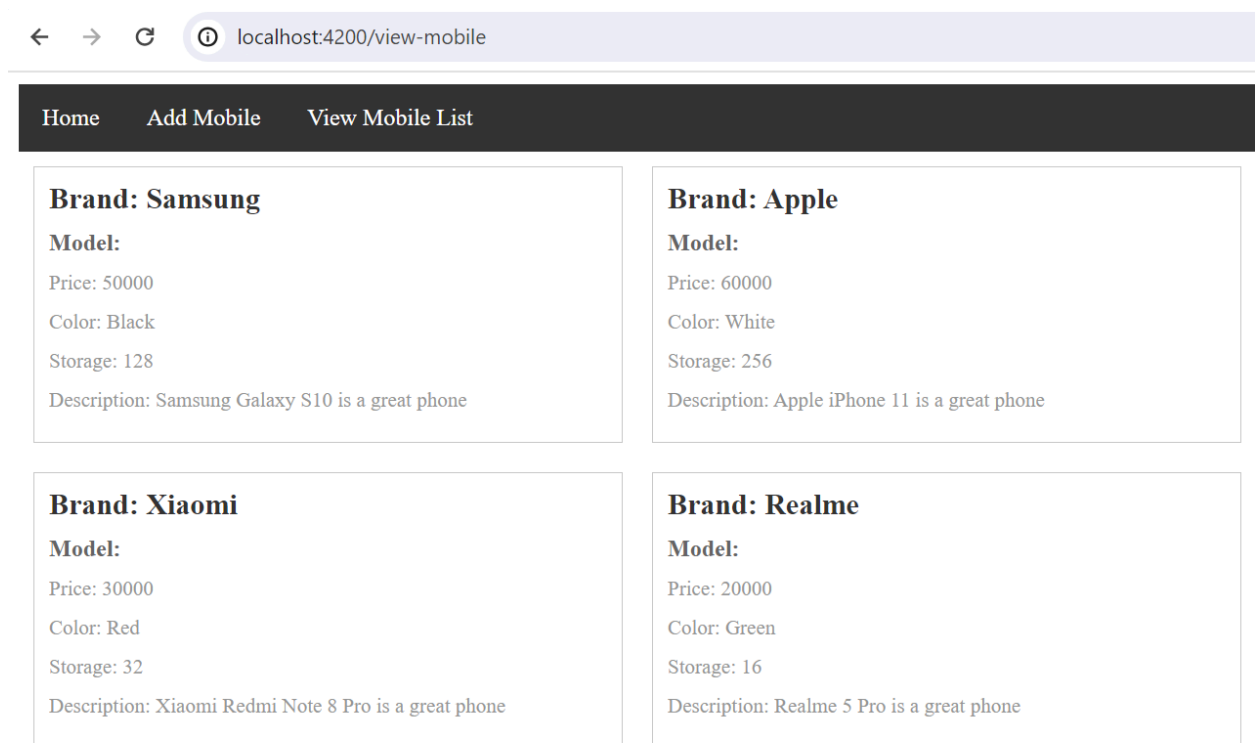 localhost:4200/view-mobile
Home Add Mobile View Mobile List
Brand: Samsung
Model:
Price: 50000
Color: Black
Storage: 128
Description: Samsung Galaxy S10 is a great phone
Brand: Apple
Model:
Price: 60000
Color: White
Storage: 256
Description: Apple iPhone 11 is a great phone
Brand: Xiaomi
Model:
Price: 30000
Color: Red
Storage: 32
Description: Xiaomi Redmi Note 8 Pro is a great phone
Brand: Realme
Model:
Price: 20000
Color: Green
Storage: 16
Description: Realme 5 Pro is a great phone